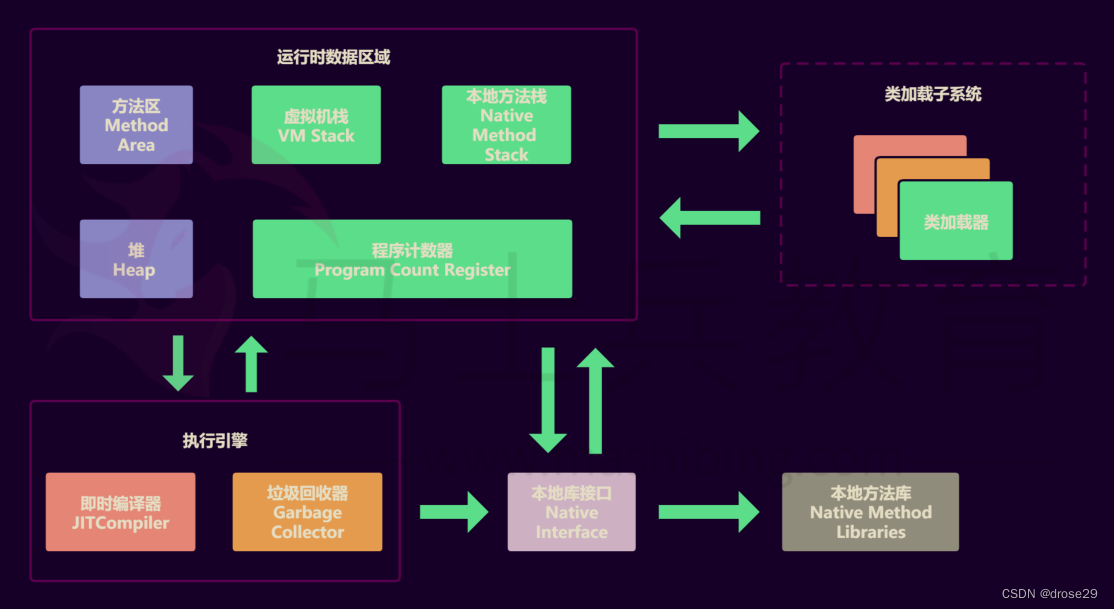 运行时数据区域
方法区
Method
Area
虚拟机栈
VM Stack
本地方法栈
Native
Method
Stack
堆
Heap
程序计数器
Program Count Register
类加载子系统
类加载器
执行引擎
即时编译器
JITCompiler
垃圾回收器
Garbage
Collector
本地库接口
Native
Interface
本地方法库
Native Method
Libraries
CSDN @drose29